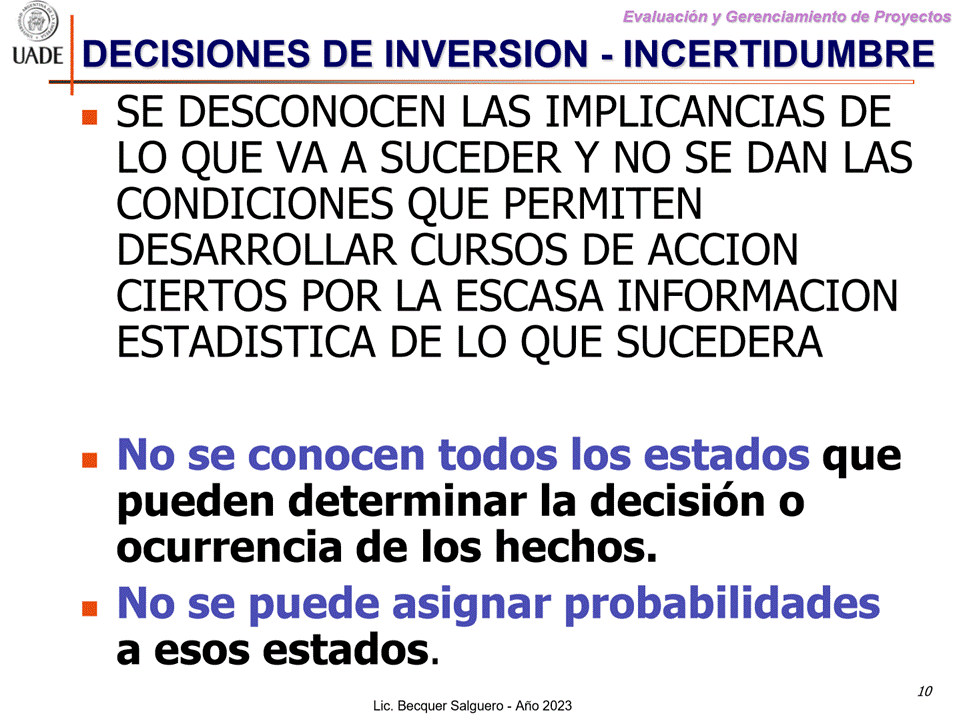 Evaluación y Gerenciamiento de Proyectos
UADE
DECISIONES DE INVERSION - INCERTIDUMBRE
SE DESCONOCEN LAS IMPLICANCIAS DE
LO QUE VA A SUCEDER Y NO SE DAN LAS
CONDICIONES QUE PERMITEN
DESARROLLAR CURSOS DE ACCION
CIERTOS POR LA ESCASA INFORMACION
ESTADISTICA DE LO QUE SUCEDERA
No se conocen todos los estados que
pueden determinar la decisión o
ocurrencia de los hechos.
No se puede asignar probabilidades
a esos estados.
10
Lic. Becquer Salguero - Año 2023